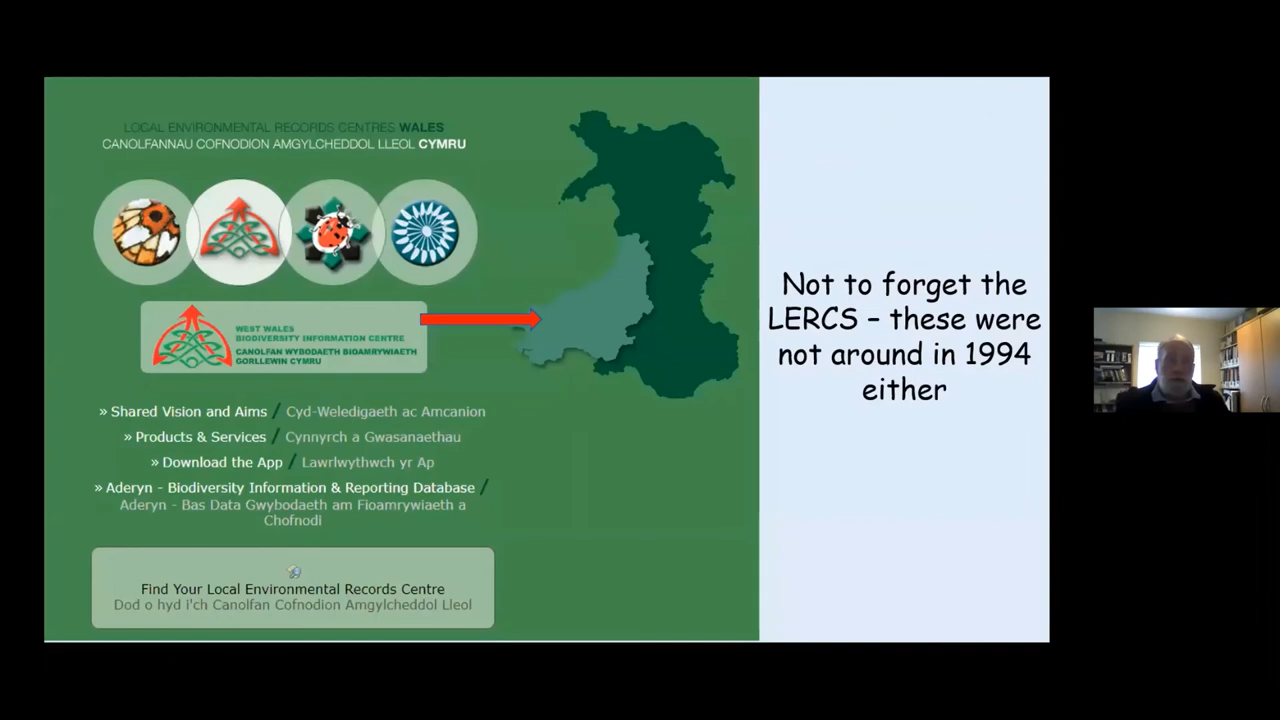 LOCAL ENVIRONMENTAL RECORDS CENTRES WALES
CANOLFANNAU COFNODION AMGYLCHEDDOL LLEOL CYMRU
WEST WALES
BIODIVERSITY INFORMATION CENTRE
CANOLFAN WYBODAETH BIOAMRYWIAETH
GORLLEWIN CYMRU
» Shared Vision and Aims / Cyd-Weledigaeth ac Amcanion
» Products & Services / Cynnyrch a Gwasanaethau
» Download the App / Lawrlwythwch yr Ap
» Aderyn - Biodiversity Information & Reporting Database /
Aderyn - Bas Data Gwybodaeth am Fioamrywiaeth a
Chofnodi
Find Your Local Environmental Records Centre
Dod o hyd i'ch Canolfan Cofnodion Amgylcheddol Lleol
Not to forget the
LERCS – these were
not around in 1994
either